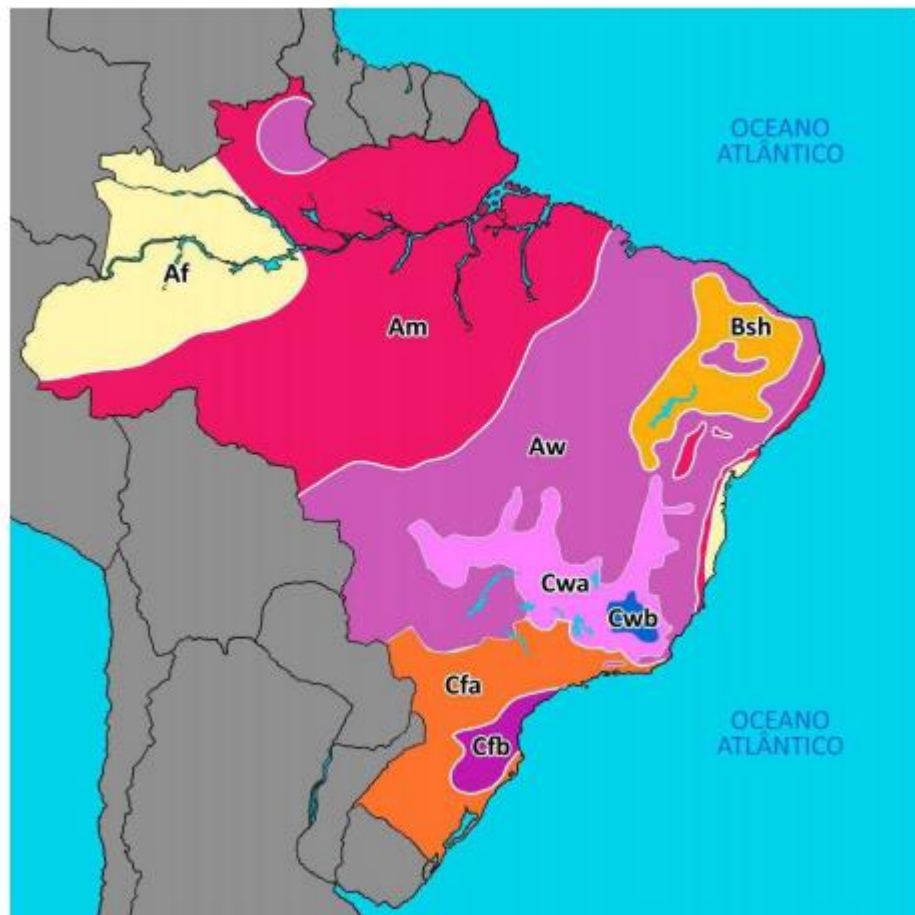 OCEANO
ATLÂNTICO
Af
Am
Bsh
Aw
Cwa
Cwb
Cfa
Cfb
OCEANO
ATLÂNTICO